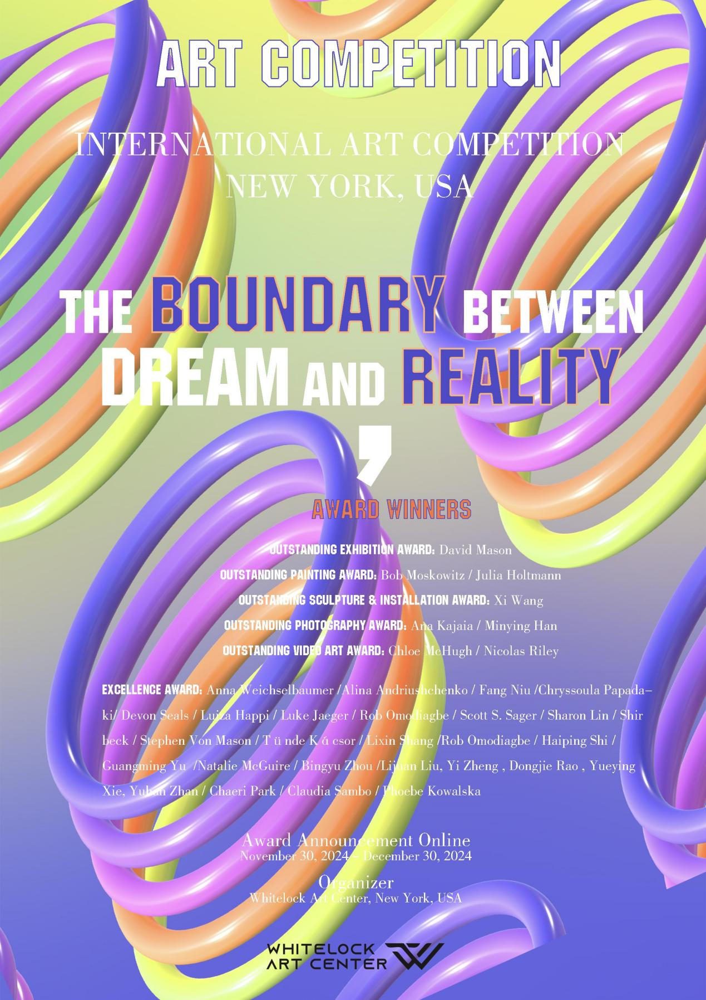 ART COMPETITION
INTERNATIONAL ART COMPETITION
NEW YORK, USA
THE BOUNDARY BETWEEN
DREAM AND REALITY
,
AWARD WINNERS
OUTSTANDING EXHIBITION AWARD: David Mason
OUTSTANDING PAINTING AWARD: Bob Moskowitz / Julia Holtmann
OUTSTANDING SCULPTURE & INSTALLATION AWARD: Xi Wang
OUTSTANDING PHOTOGRAPHY AWARD: Ana Kajaia / Minying Han
OUTSTANDING VIDEO ART AWARD: Chloe McHugh / Nicolas Riley
EXCELLENCE AWARD: Anna Weichselbaumer /Alina Andriushchenko / Fang Niu /Chryssoula Papada–
ki/ Devon Seals / Luiza Happi / Luke Jaeger / Rob Omodiagbe / Scott S. Sager / Sharon Lin / Shir
beck / Stephen Von Mason / T ü nde K á csor / Lixin Shang /Rob Omodiagbe / Haiping Shi /
Guangming Yu /Natalie McGuire / Bingyu Zhou /Lijuan Liu, Yi Zheng , Dongjie Rao , Yueying
Xie, Yuhan Zhan / Chaeri Park / Claudia Sambo / Phoebe Kowalska
Award Announcement Online
November 30, 2024 – December 30, 2024
Organizer
Whitelock Art Center, New York, USA
WHITELOCK
ART CENTER